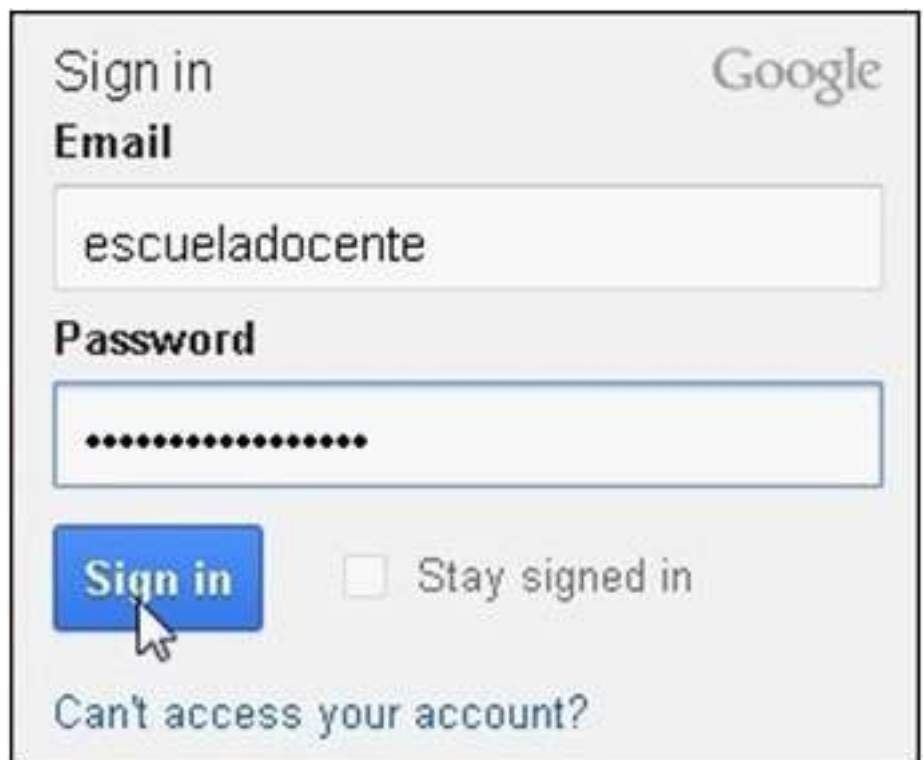 Sign in Google
Email
escueladocente
Password
•••••••••••••••••
Sign in Stay signed in
Can't access your account?